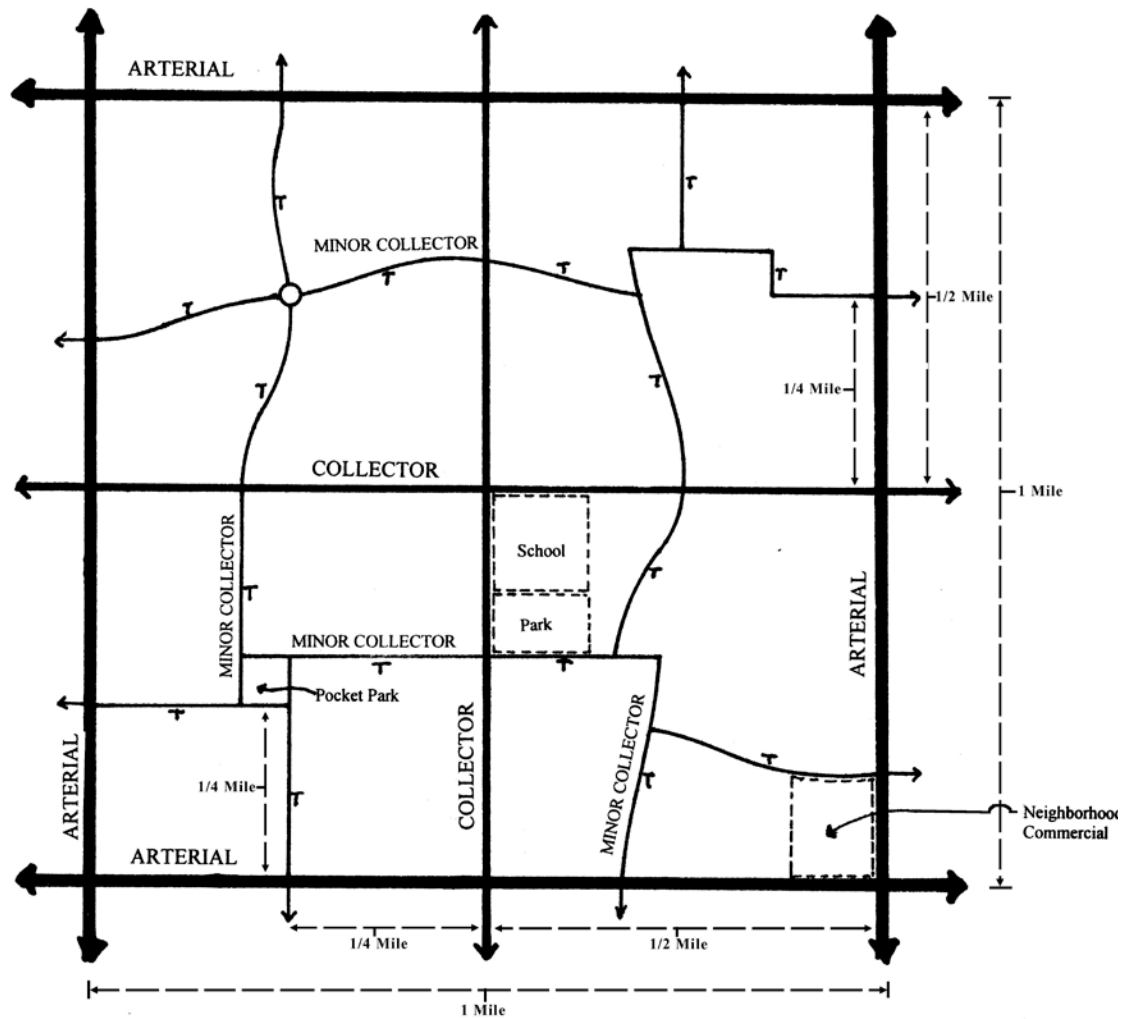 ARTERIAL
T
T
MINOR COLLECTOR
T
T
T
T
1/2 Mile
T
T
1/4 Mile
COLLECTOR
1 Mile
MINOR COLLECTOR
School
T
T
ARTERIAL
Park
MINOR COLLECTOR
T
T
Pocket Park
T
MINOR COLLECTOR
COLLECTOR
ARTERIAL
T
1/4 Mile
T
T
Neighborhoo
Commercial
ARTERIAL
1/4 Mile
1/2 Mile
1 Mile